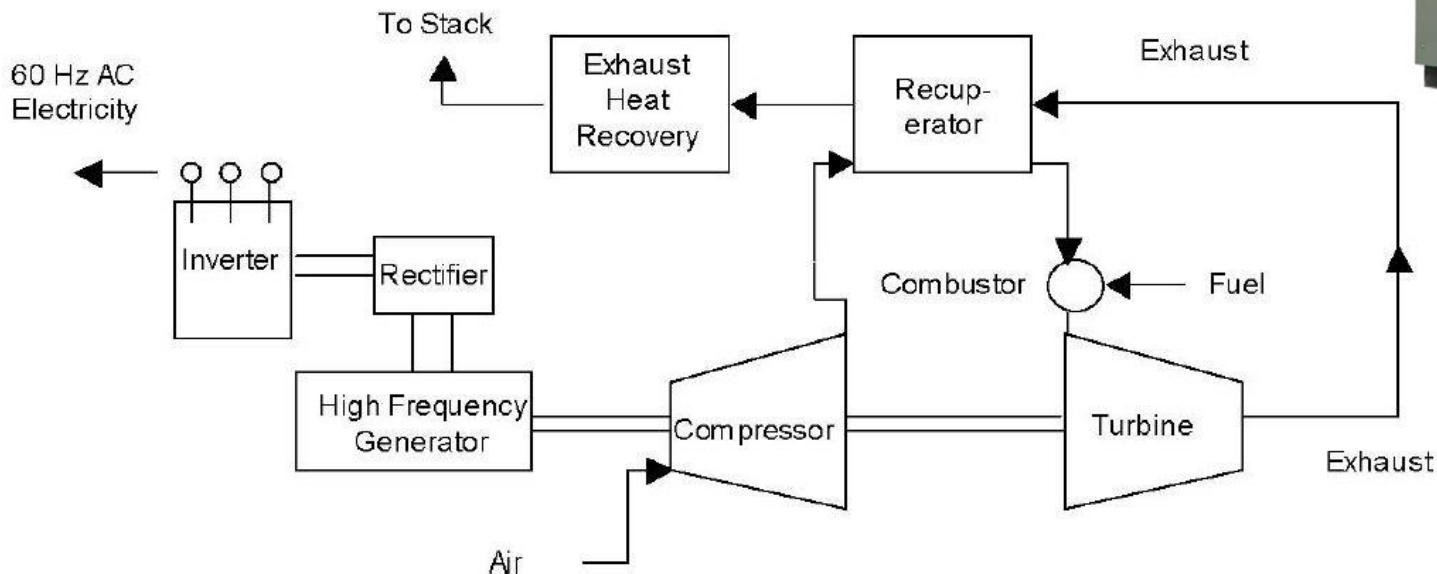 To Stack
60 Hz AC
Electricity
Exhaust
Heat
Recovery
Recup-
erator
Exhaust
Inverter
Rectifier
Combustor
Fuel
High Frequency
Generator
Compressor
Turbine
Exhaust
Air